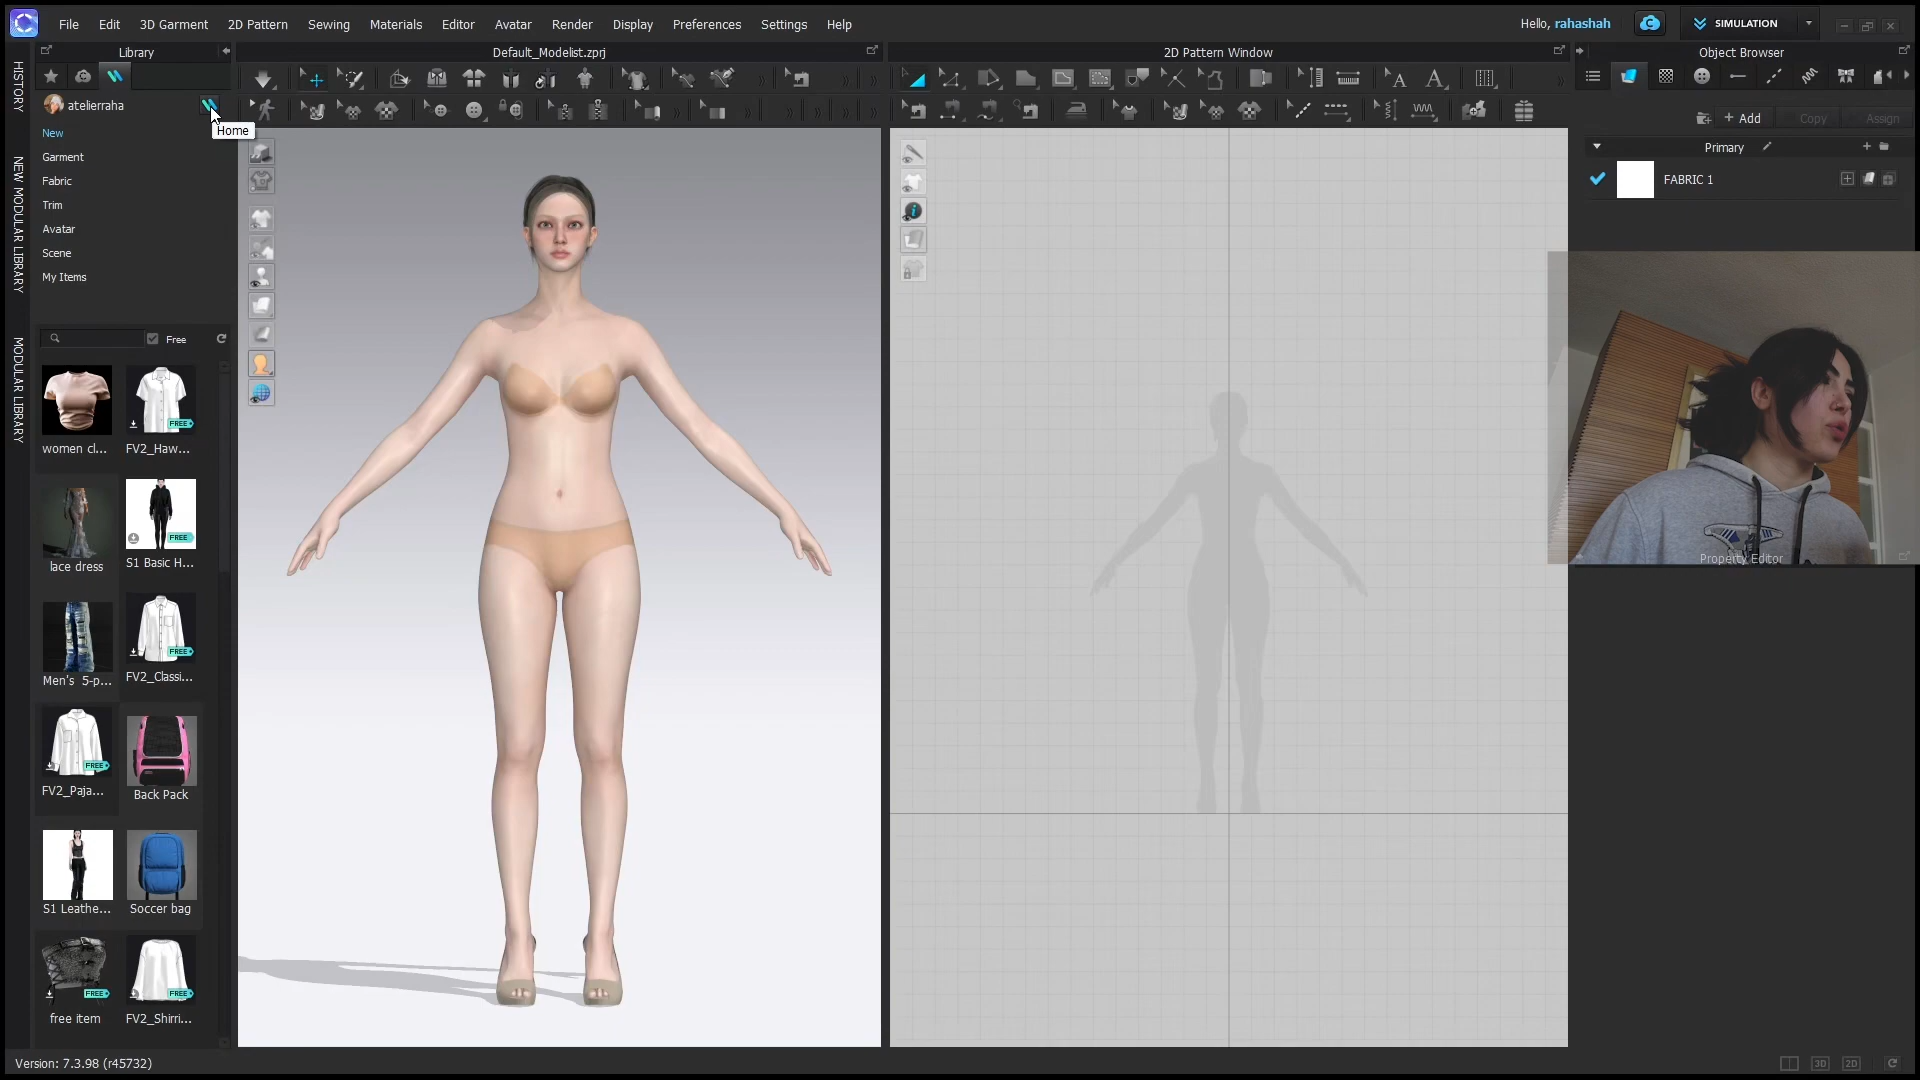 File Edit 3D Garment 2D Pattern Sewing Materials Editor Avatar Render Display Preferences Settings Help
Hello, rahashah
SIMULATION
Library
Default_Modelist.zprj
2D Pattern Window
Object Browser
HISTORY
NEW MODULAR LIBRARY
MODULAR LIBRARY
atelierraha
Home
New
Garment
Fabric
Trim
Avatar
Scene
My Items
Free
women cl...
FREE
FV2_Haw...
lace dress
FREE
S1 Basic H...
Men's 5-p...
FREE
FV2_Classi...
FREE
FV2_Paja...
Back Pack
S1 Leathe...
Soccer bag
FREE
free item
FREE
FV2_Shirri...
+ Add
Copy
Assign
Primary
FABRIC 1
Property Editor
Version: 7.3.98 (r45732)
3D
2D